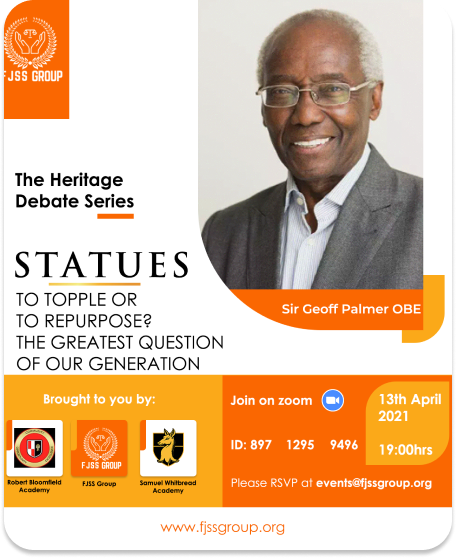 FJSS GROUP
The Heritage
Debate Series
STATUES
TO TOPPLE OR
TO REPURPOSE?
THE GREATEST QUESTION
OF OUR GENERATION
Sir Geoff Palmer OBE
Brought to you by:
Robert Bloomfield
Academy
FJSS GROUP
FJSS Group
Samuel Whitbread
Academy
Join on zoom
ID: 897 1295 9496
13th April
2021
19:00hrs
Please RSVP at events@fjssgroup.org
www.fjssgroup.org